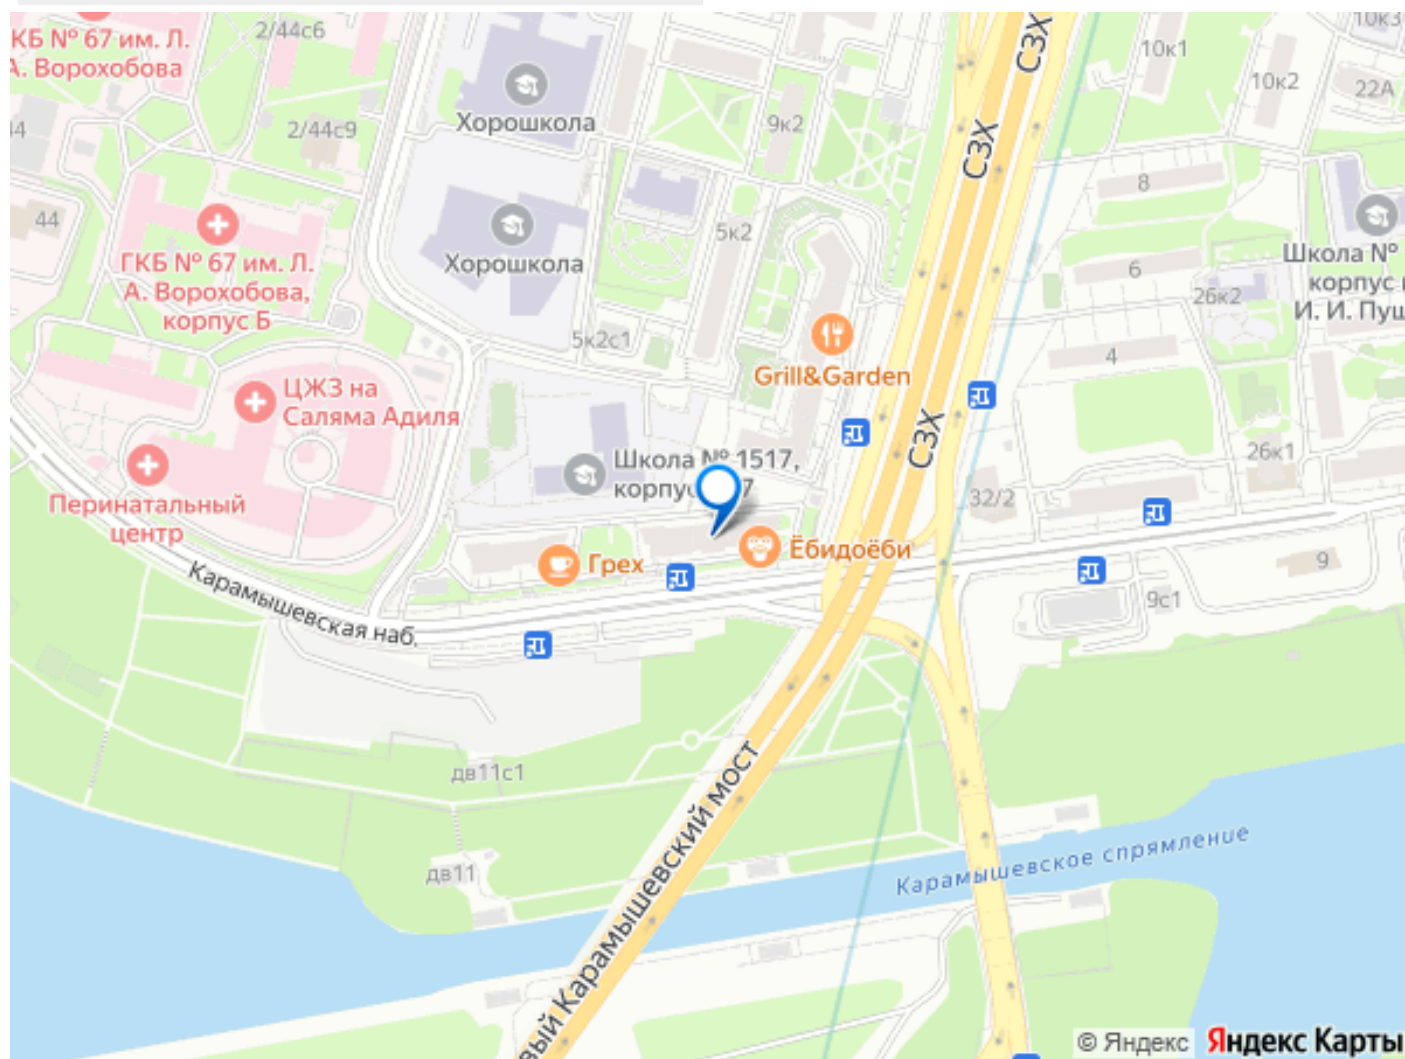 КБ № 67 им. Л.
А. Ворохобова
2/44с6
10к1
10к3
10к2
22А
Хорошкола
2/44с9
9к2
СЗХ
СЗХ
8
44
5к2
ГКБ № 67 им. Л.
А. Ворохобова,
корпус Б
Хорошкола
Школа №
корпус
И. И. Пущ
6
26к2
5к2с1
4
Grill&Garden
ЦЖЗ на
Саляма Адиля
СЗХ
26к1
Школа № 1517,
корпус 7
Перинатальный
центр
32/2
Ёбидоёби
Грех
9
9с1
Карамышевская наб.
дв11с1
дв11
вый Карамышевский мост
Карамышевское спрямление
© Яндекс Яндекс Карты